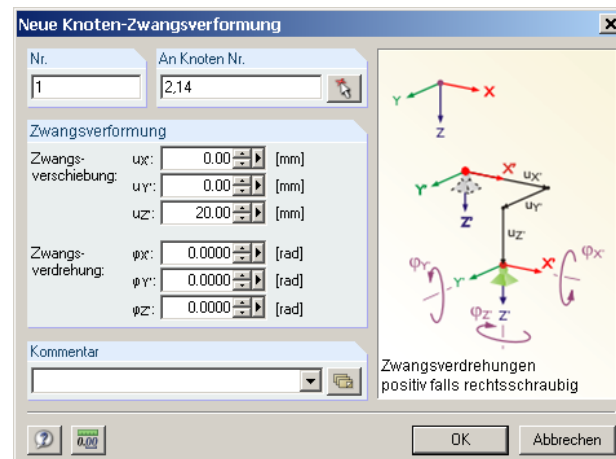 Neue Knoten-Zwangsverformung
Nr. An Knoten Nr.
1 2,14
Zwangsverformung
Zwangs-
verschiebung:
uX': 0.00 [mm]
uY': 0.00 [mm]
uZ': 20.00 [mm]
Zwangs-
verdrehung:
φX': 0.0000 [rad]
φY': 0.0000 [rad]
φZ': 0.0000 [rad]
Kommentar
X
Y
Z
X' uX'
Y' uY'
Z' uZ'
φY' X' φX'
Y'
φZ' Z'
Zwangsverdrehungen
positiv falls rechtsschraubig
0.00
OK Abbrechen